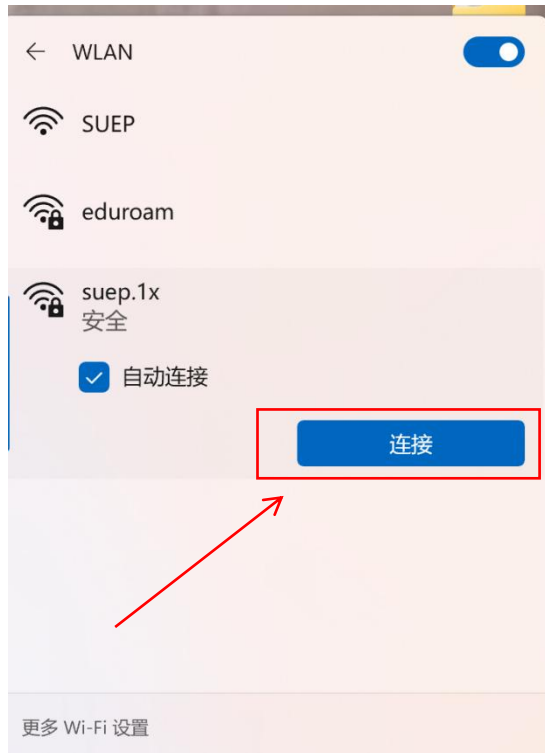 WLAN
SUEP
eduroam
suep.1x
安全
自动连接
连接
更多 Wi-Fi 设置